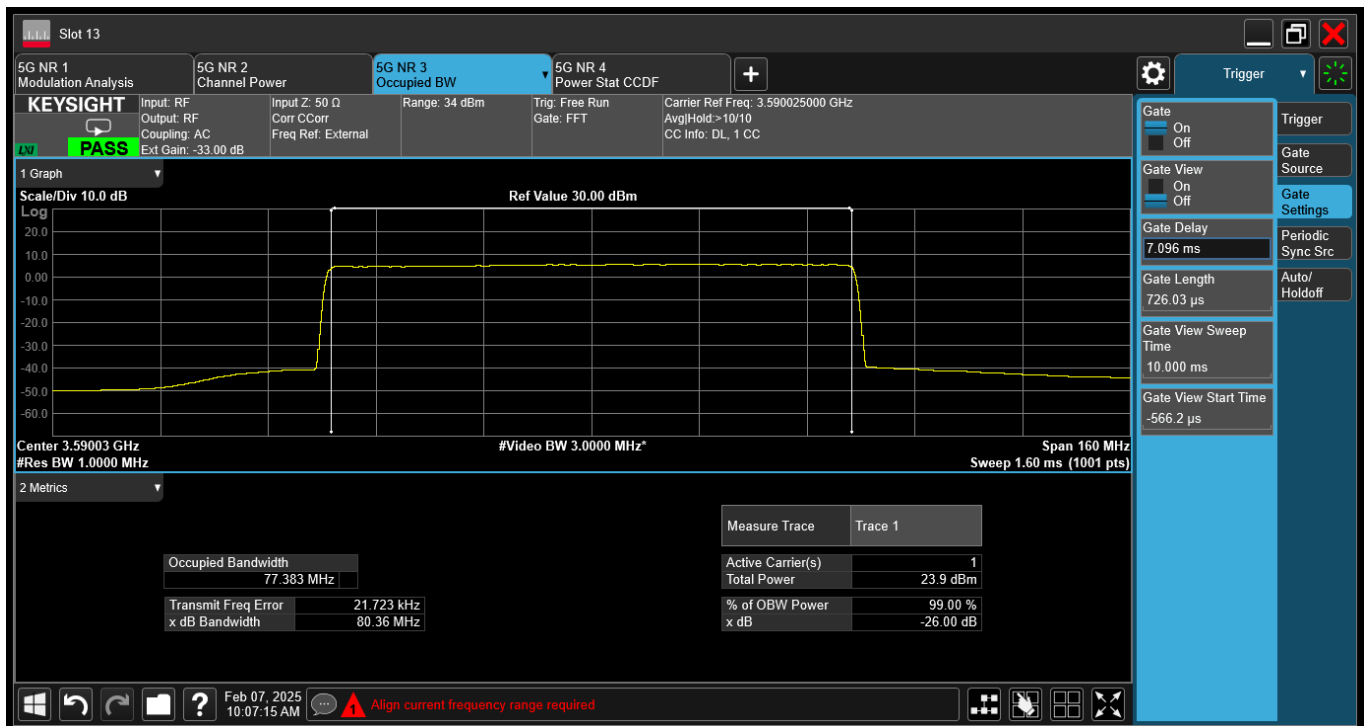 Slot 13
5G NR 1
Modulation Analysis
5G NR 2
Channel Power
5G NR 3
Occupied BW
5G NR 4
Power Stat CCDF
Trigger
KEYSIGHT
LXI
PASS
Input: RF
Output: RF
Coupling: AC
Ext Gain: -33.00 dB
Input Z: 50 Ω
Corr CCorr
Freq Ref: External
Range: 34 dBm
Trig: Free Run
Gate: FFT
Carrier Ref Freq: 3.590025000 GHz
Avg|Hold:>10/10
CC Info: DL, 1 CC
1 Graph
Scale/Div 10.0 dB
Ref Value 30.00 dBm
Log
20.0
10.0
0.00
-10.0
-20.0
-30.0
-40.0
-50.0
-60.0
Center 3.59003 GHz
#Video BW 3.0000 MHz*
Span 160 MHz
#Res BW 1.0000 MHz
Sweep 1.60 ms (1001 pts)
2 Metrics
Measure Trace
Trace 1
Occupied Bandwidth
77.383 MHz
Active Carrier(s)
1
Total Power
23.9 dBm
Transmit Freq Error
21.723 kHz
x dB Bandwidth
80.36 MHz
% of OBW Power
99.00 %
x dB
-26.00 dB
Gate
On
Off
Gate View
On
Off
Gate Delay
7.096 ms
Gate Length
726.03 µs
Gate View Sweep
Time
10.000 ms
Gate View Start Time
-566.2 µs
Trigger
Gate
Source
Gate
Settings
Periodic
Sync Src
Auto/
Holdoff
?
Feb 07, 2025
10:07:15 AM
1
Align current frequency range required